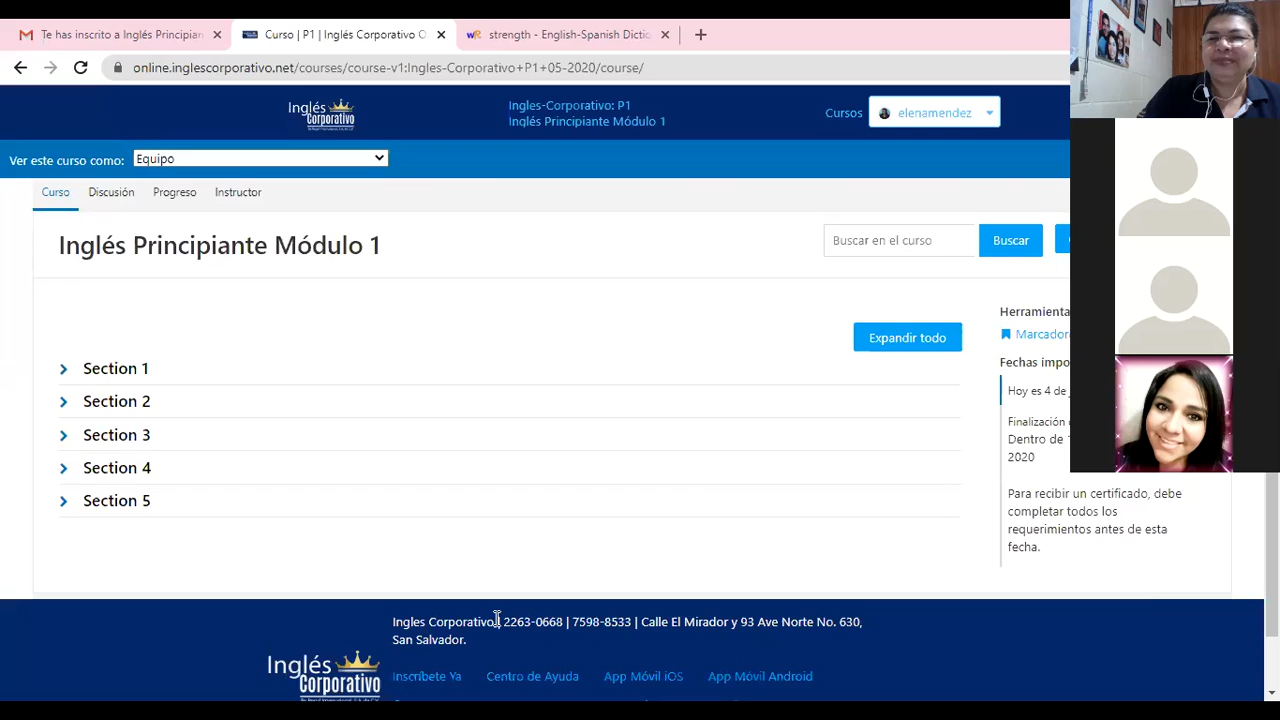 Te has inscrito a Inglés Principian
Curso | P1 | Inglés Corporativo O
strength - English-Spanish Dictio
online.inglescorporativo.net/courses/course-v1:Ingles-Corporativo+P1+05-2020/course/
Inglés
Corporativo
Ingles-Corporativo: P1
Inglés Principiante Módulo 1
Cursos
elenamendez
Ver este curso como:
Equipo
Curso
Discusión
Progreso
Instructor
Inglés Principiante Módulo 1
Buscar en el curso
Buscar
Expandir todo
Section 1
Section 2
Section 3
Section 4
Section 5
Herramienta
Marcador
Fechas impo
Hoy es 4 de
Finalización
Dentro de
2020
Para recibir un certificado, debe
completar todos los
requerimientos antes de esta
fecha.
Ingles Corporativo | 2263-0668 | 7598-8533 | Calle El Mirador y 93 Ave Norte No. 630,
San Salvador.
Inglés
Corporativo
Inscríbete Ya
Centro de Ayuda
App Móvil iOS
App Móvil Android